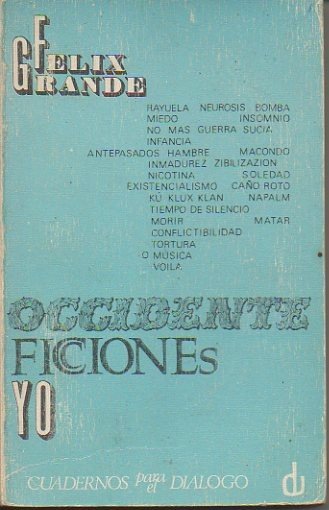 FELIX
GRANDE
RAYUELA NEUROSIS BOMBA
MIEDO INSOMNIO
NO MAS GUERRA SUCIA
INFANCIA
ANTEPASADOS HAMBRE MACONDO
INMADUREZ ZIBILIZAZION
NICOTINA SOLEDAD
EXISTENCIALISMO CAÑO ROTO
KU KLUX KLAN NAPALM
TIEMPO DE SILENCIO
MORIR MATAR
CONFLICTIBILIDAD
TORTURA
O MÚSICA
VOILA
OCCIDENTE
FICCIONEs
YO
CUADERNOS para el DIALOGO